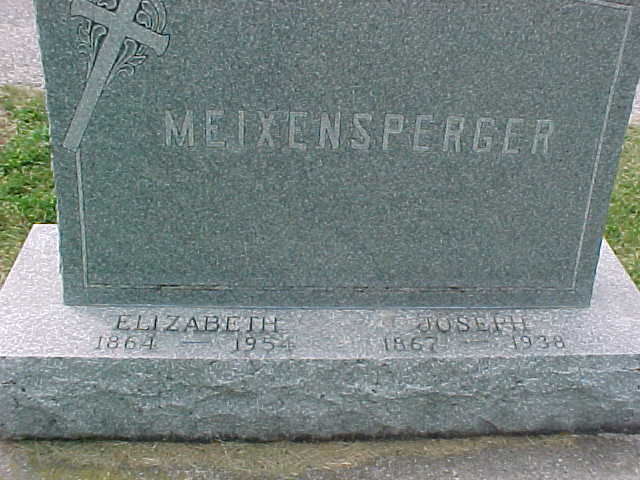 MEIXENSPERGER
ELIZABETH JOSEPH
1864 — 1954 1867 — 1938